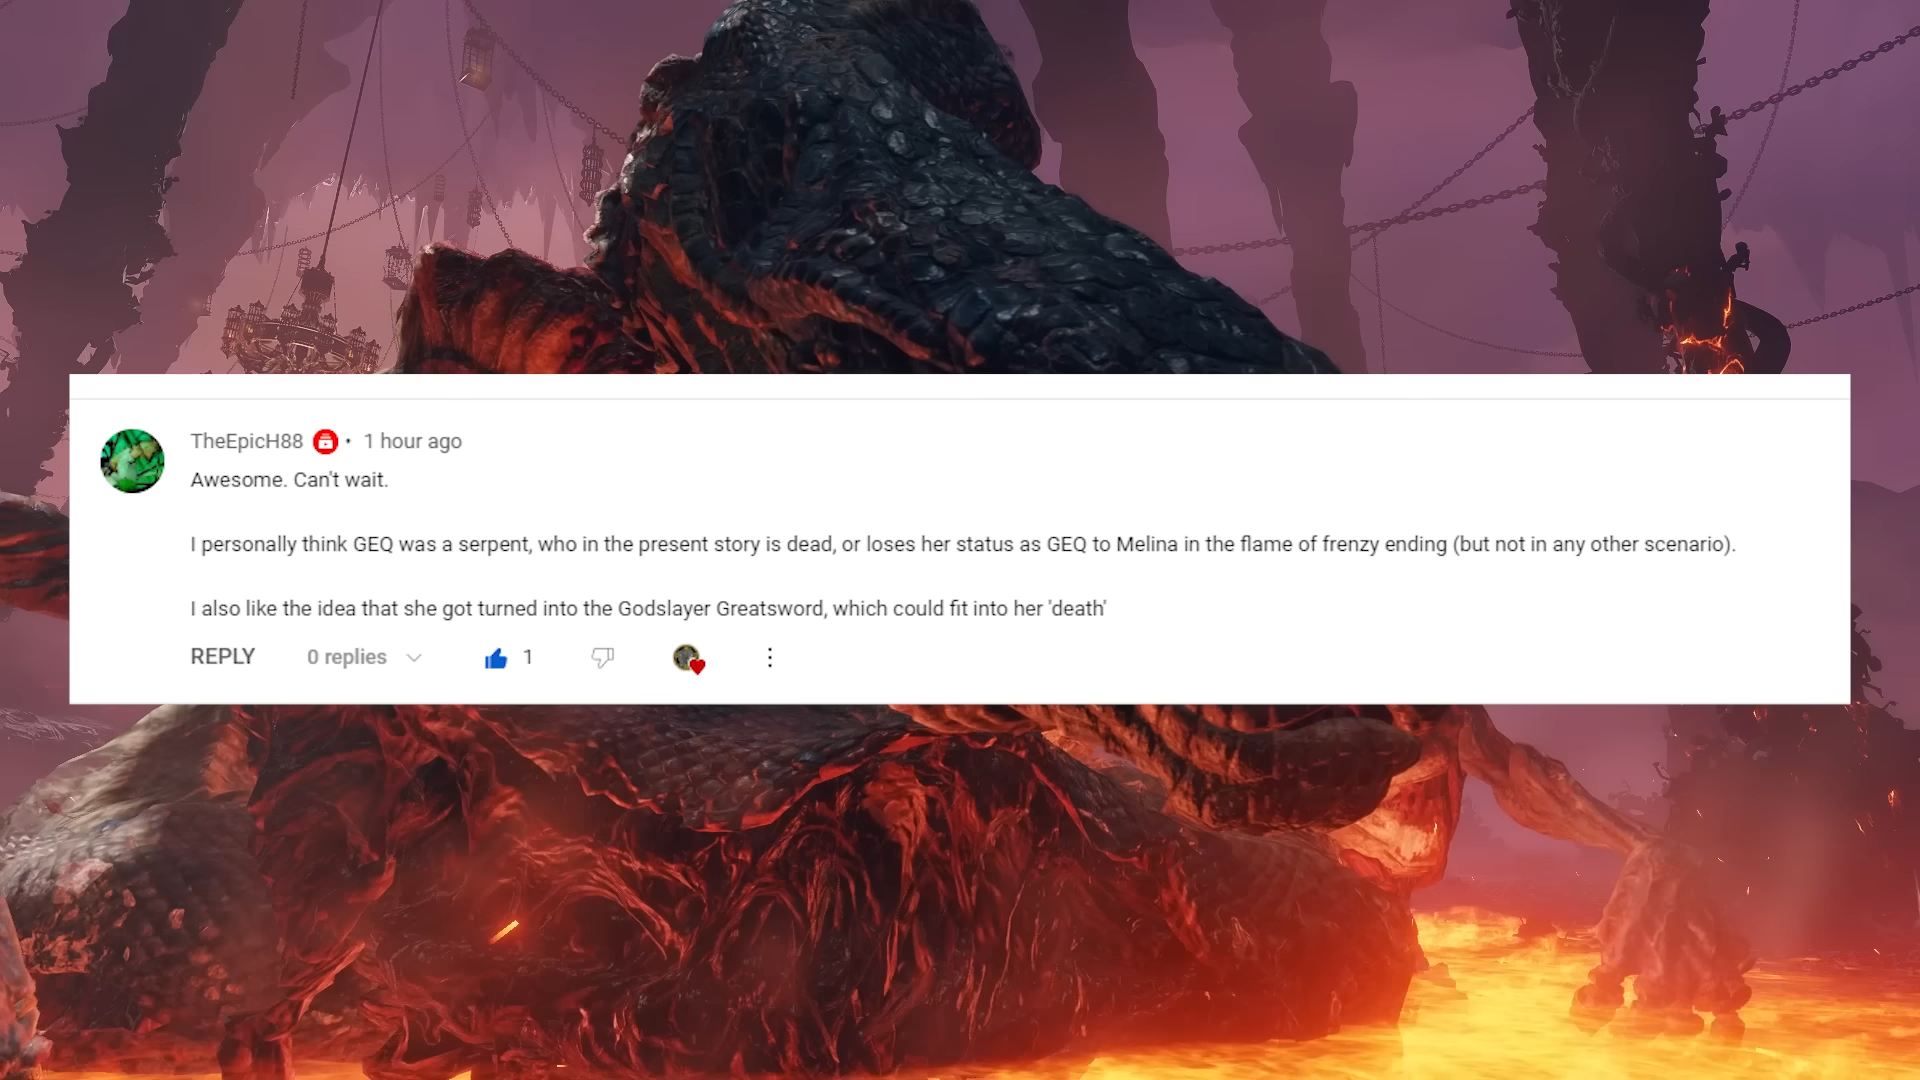 TheEpicH88 • 1 hour ago
Awesome. Can't wait.
I personally think GEQ was a serpent, who in the present story is dead, or loses her status as GEQ to Melina in the flame of frenzy ending (but not in any other scenario).
I also like the idea that she got turned into the Godslayer Greatsword, which could fit into her 'death'
REPLY 0 replies 1